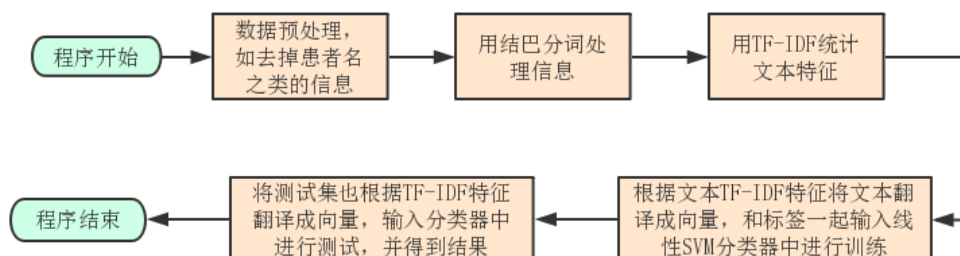 程序开始
数据预处理，
如去掉患者名
之类的信息
用结巴分词处
理信息
用TF-IDF统计
文本特征
根据文本TF-IDF特征将文本翻
译成向量，和标签一起输入线
性SVM分类器中进行训练
将测试集也根据TF-IDF特征
翻译成向量，输入分类器中
进行测试，并得到结果
程序结束